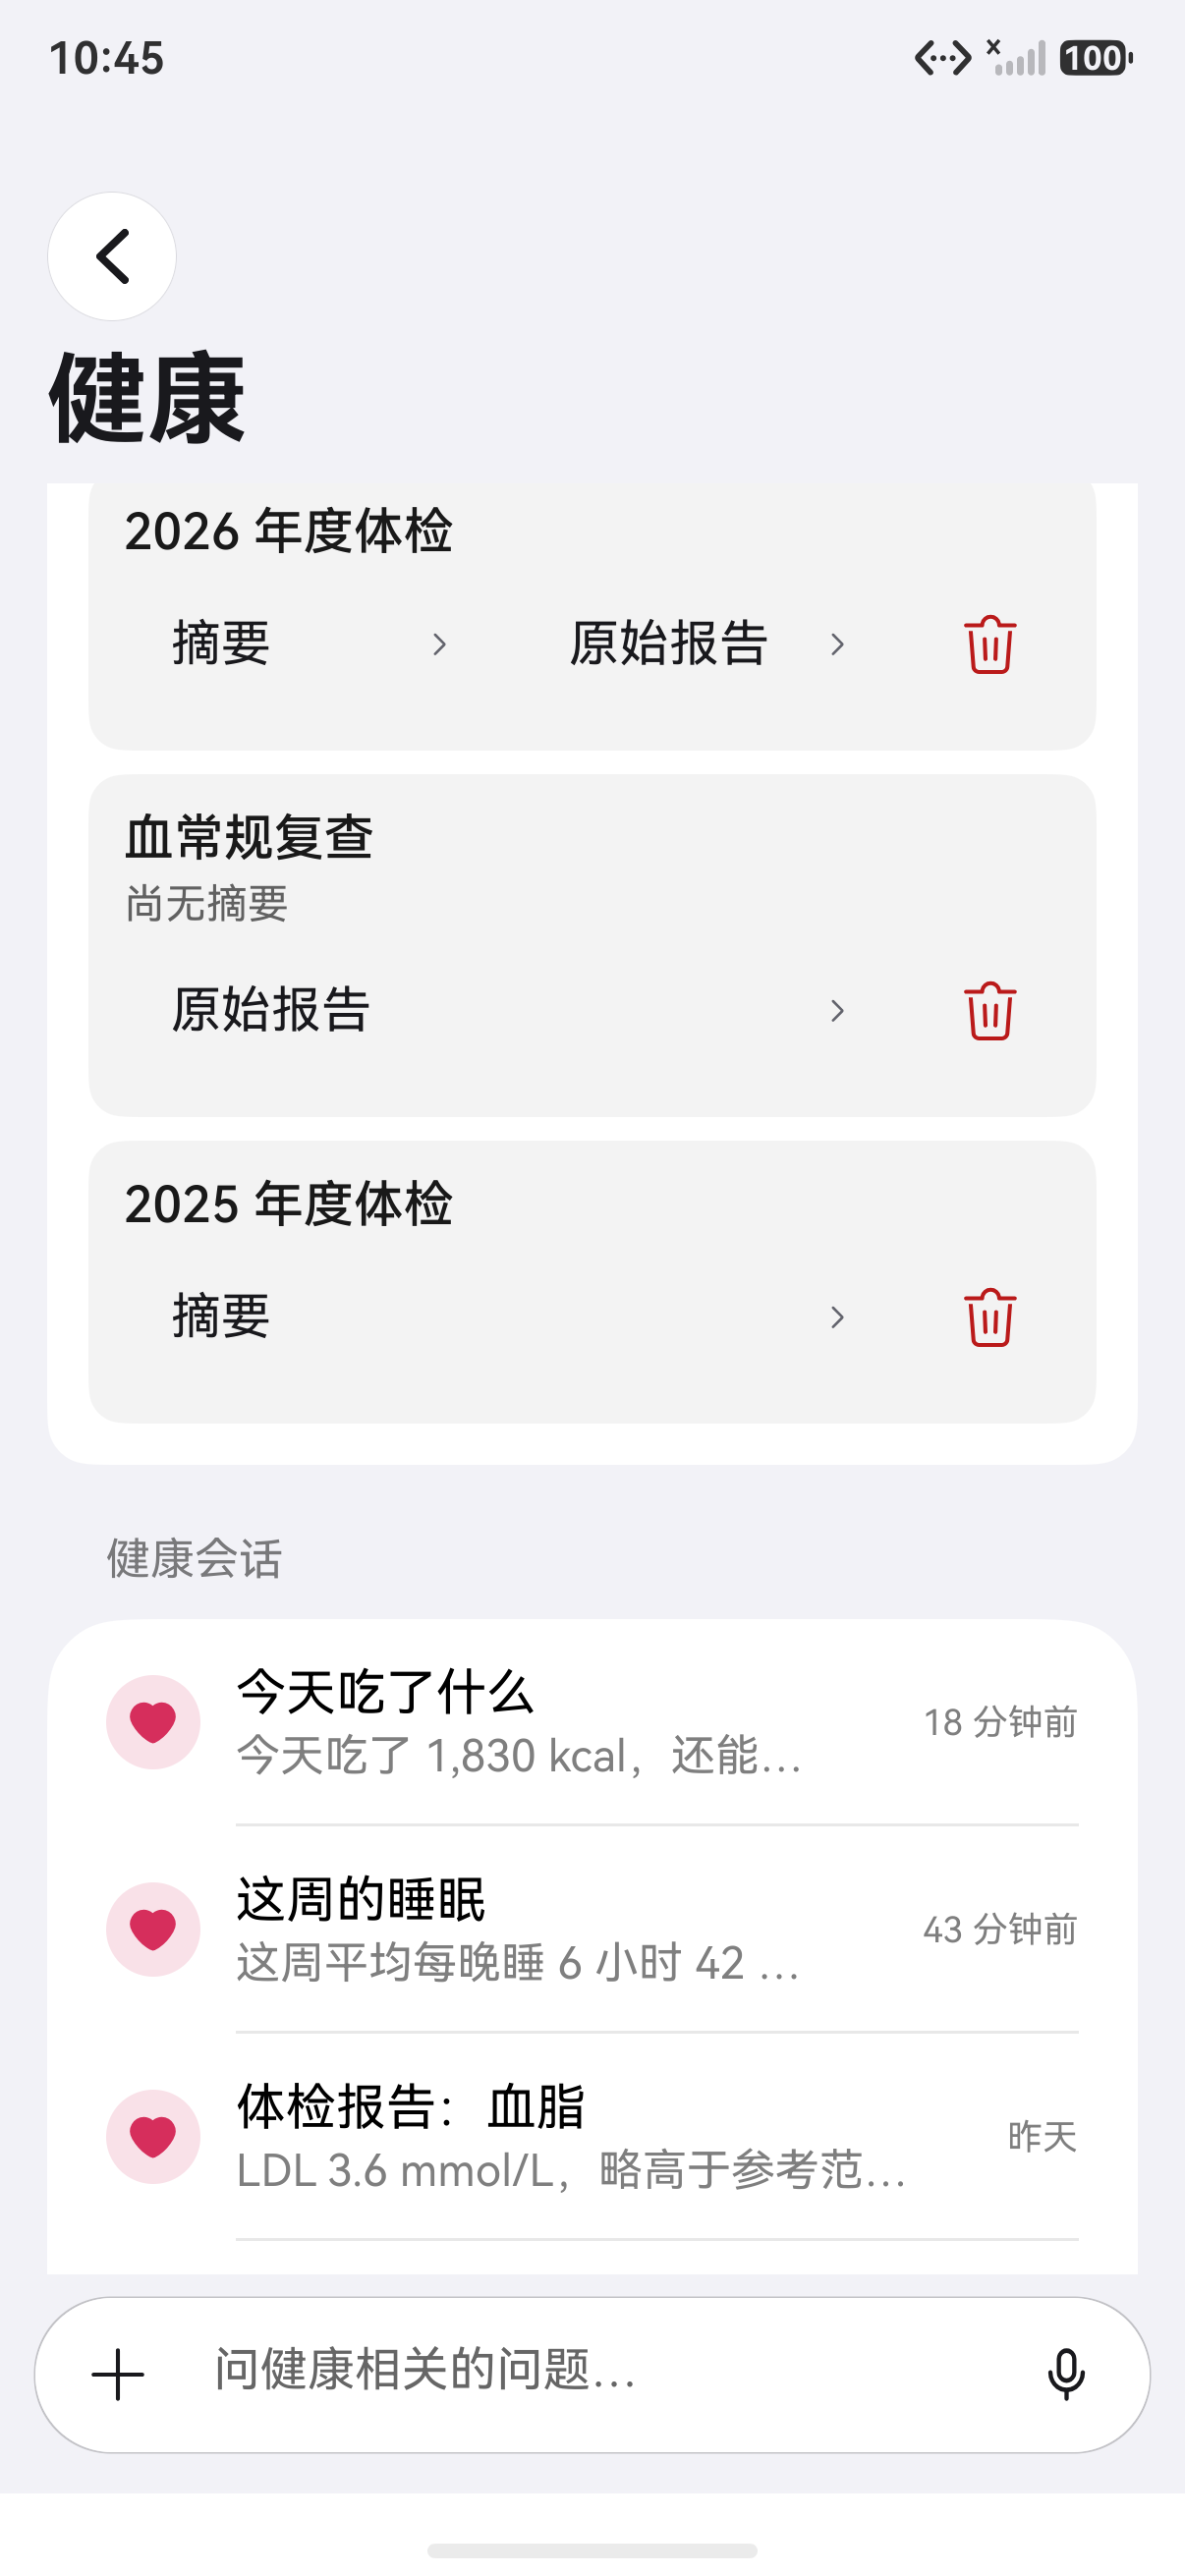 10:45
100
健康
2026 年度体检
摘要 原始报告
血常规复查
尚无摘要
原始报告
2025 年度体检
摘要
健康会话
今天吃了什么
18 分钟前
今天吃了 1,830 kcal，还能…
这周的睡眠
43 分钟前
这周平均每晚睡 6 小时 42 …
体检报告：血脂
昨天
LDL 3.6 mmol/L，略高于参考范…
问健康相关的问题…